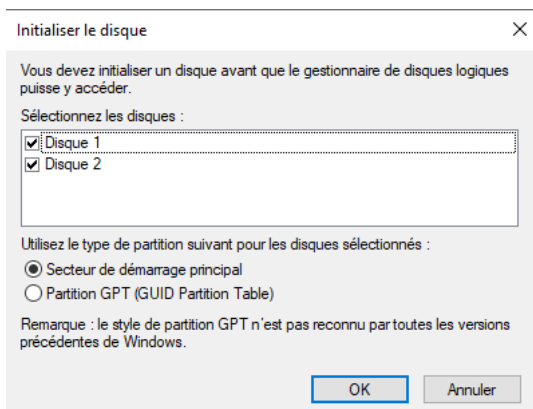 Initialiser le disque
Vous devez initialiser un disque avant que le gestionnaire de disques logiques
puisse y accéder.
Sélectionnez les disques :
Disque 1
Disque 2
Utilisez le type de partition suivant pour les disques sélectionnés :
Secteur de démarrage principal
Partition GPT (GUID Partition Table)
Remarque : le style de partition GPT n'est pas reconnu par toutes les versions
précédentes de Windows.
OK Annuler